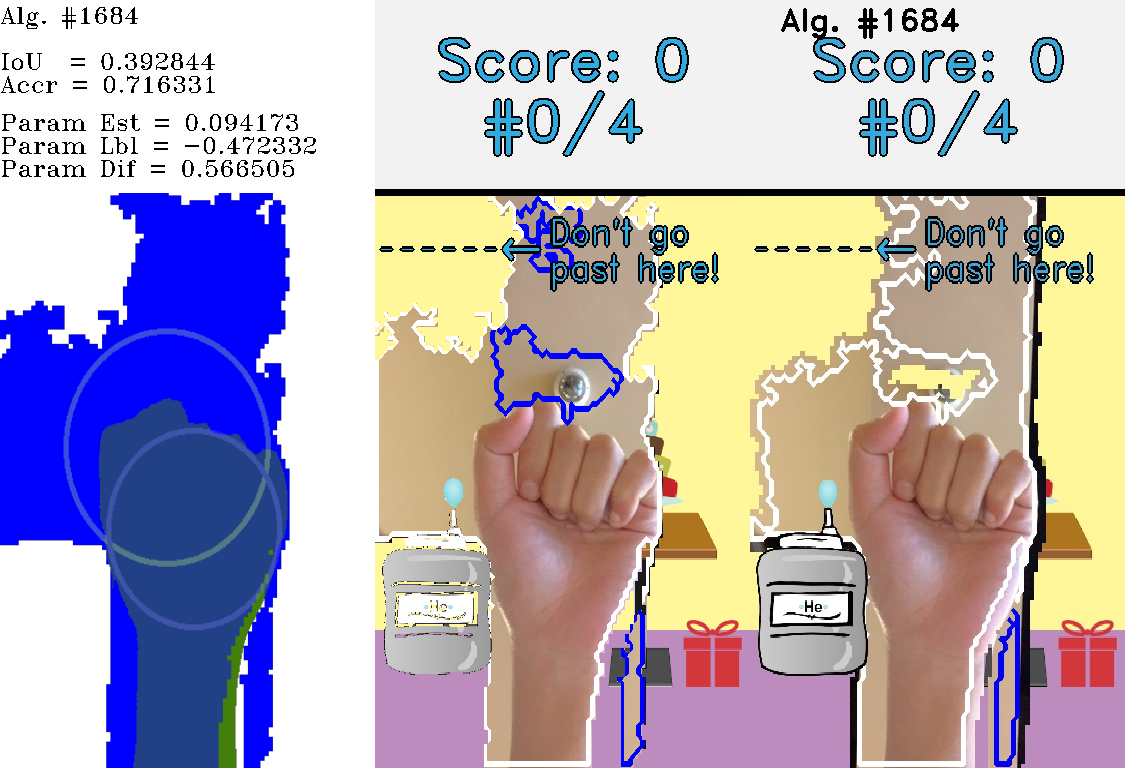 Alg. #1684
IoU = 0.392844
Accr = 0.716331
Param Est = 0.094173
Param Lbl = −0.472332
Param Dif = 0.566505
Score: 0
#0/4
Don't go
past here!
He
Alg. #1684
Score: 0
#0/4
Don't go
past here!
He